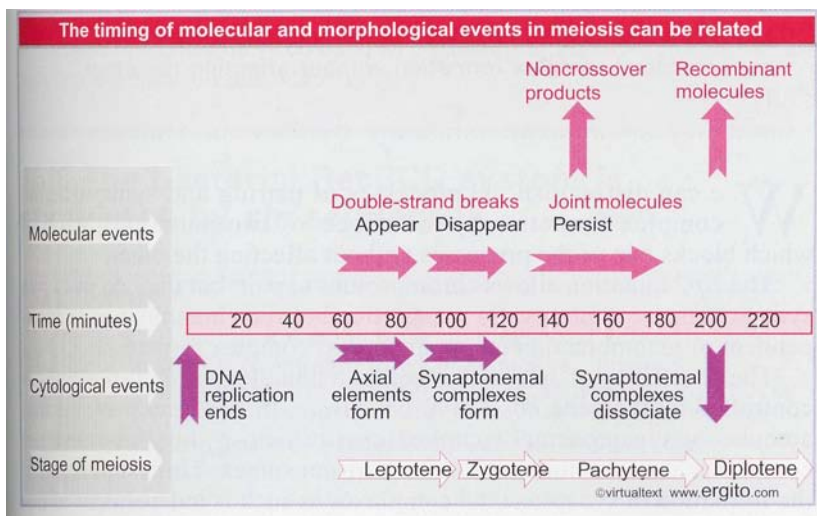 The timing of molecular and morphological events in meiosis can be related
Noncrossover
products
Recombinant
molecules
Double-strand breaks
Joint molecules
Molecular events
Appear
Disappear
Persist
Time (minutes)
20 40 60 80 100 120 140 160 180 200 220
Cytological events
DNA
replication
ends
Axial
elements
form
Synaptonemal
complexes
form
Synaptonemal
complexes
dissociate
Stage of meiosis
Leptotene
Zygotene
Pachytene
Diplotene
©virtualtext www.ergito.com